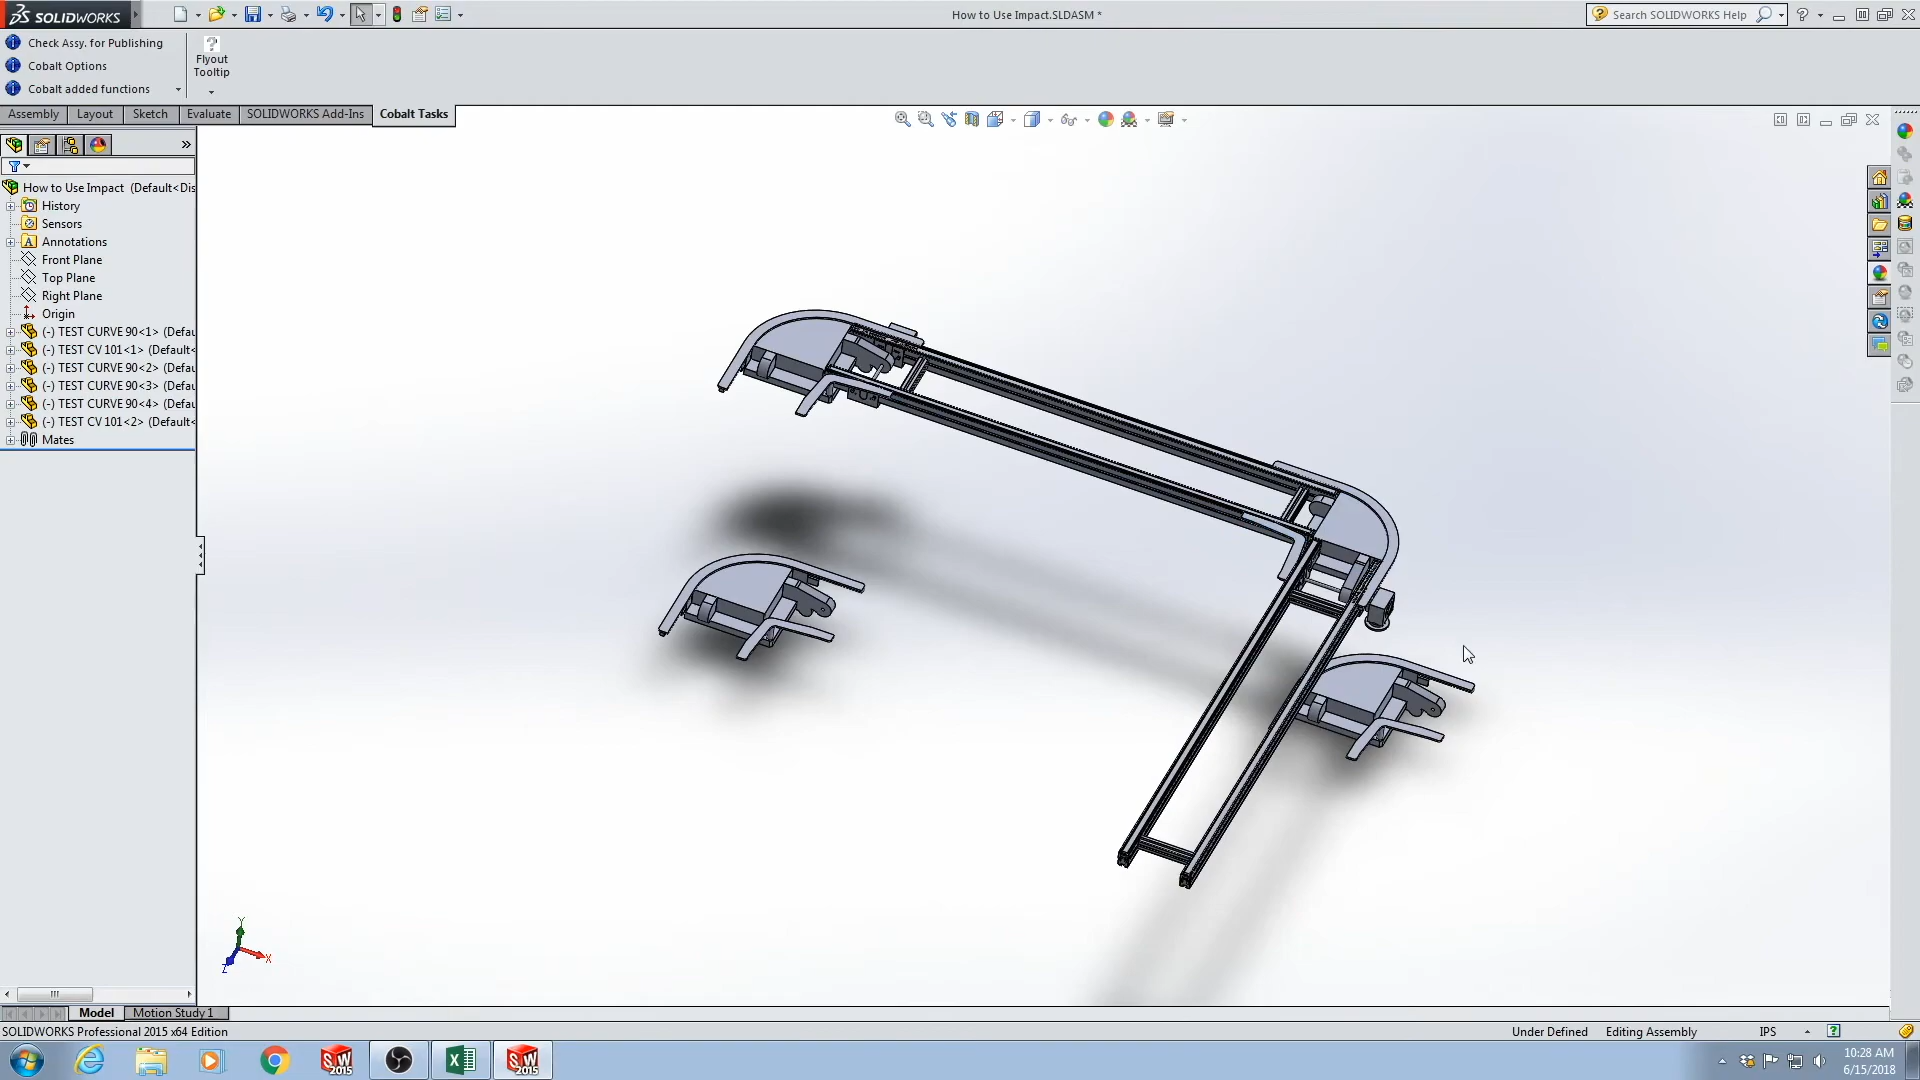 SOLIDWORKS
How to Use Impact.SLDASM *
Search SOLIDWORKS Help
Check Assy. for Publishing
Cobalt Options
Cobalt added functions
Flyout
Tooltip
Assembly
Layout
Sketch
Evaluate
SOLIDWORKS Add-Ins
Cobalt Tasks
How to Use Impact (Default<Dis
History
Sensors
Annotations
Front Plane
Top Plane
Right Plane
Origin
(-) TEST CURVE 90<1> (Defau
(-) TEST CV 101<1> (Default<
(-) TEST CURVE 90<2> (Defau
(-) TEST CURVE 90<3> (Defau
(-) TEST CURVE 90<4> (Defau
(-) TEST CV 101<2> (Default<
Mates
Y
X
Z
Model
Motion Study 1
SOLIDWORKS Professional 2015 x64 Edition
Under Defined
Editing Assembly
IPS
SW
2015
SW
2015
10:28 AM
6/15/2018